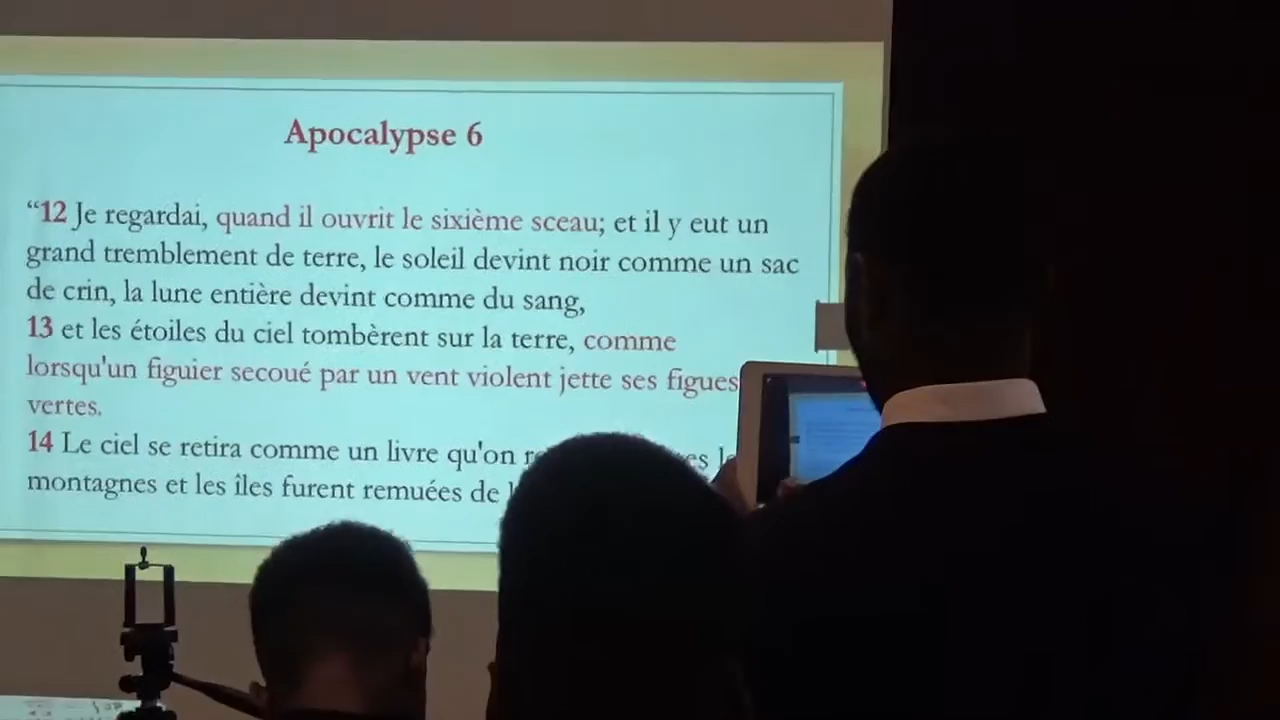 Apocalypse 6
“12 Je regardai, quand il ouvrit le sixième sceau; et il y eut un
grand tremblement de terre, le soleil devint noir comme un sac
de crin, la lune entière devint comme du sang,
13 et les étoiles du ciel tombèrent sur la terre, comme
lorsqu'un figuier secoué par un vent violent jette ses figues
vertes.
14 Le ciel se retira comme un livre qu'on
montagnes et les îles furent remuées de